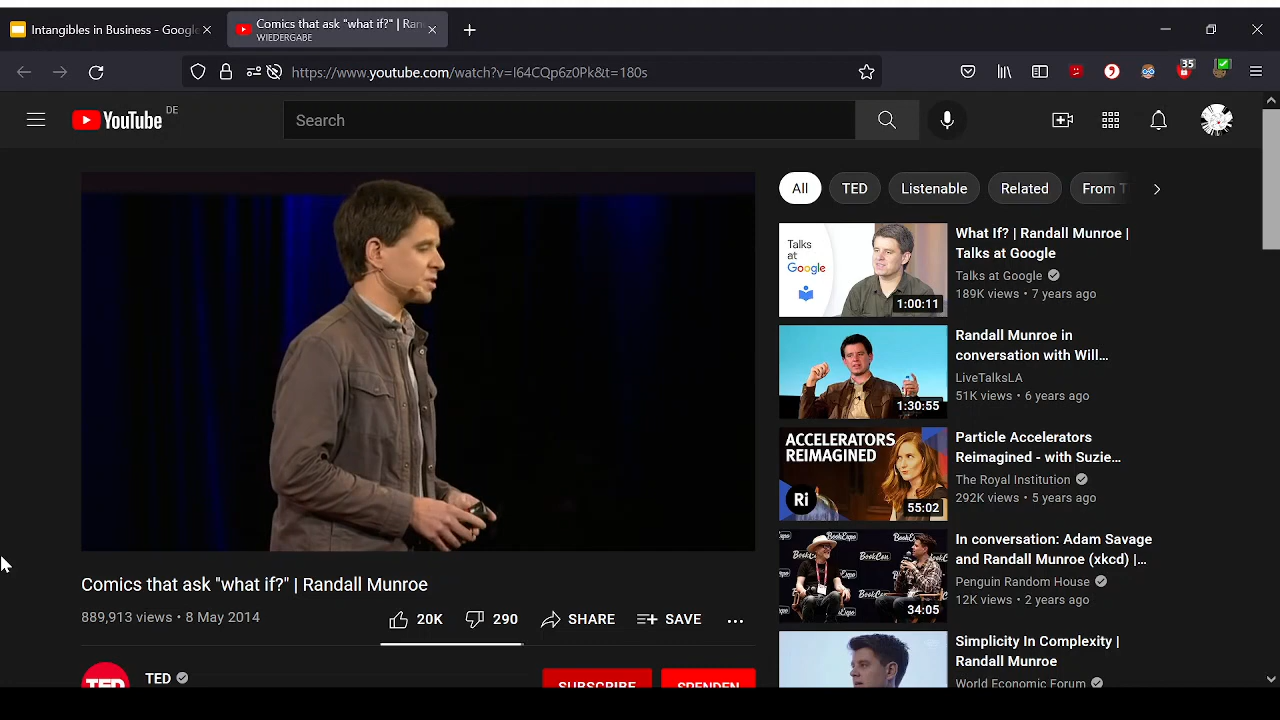 Intangibles in Business - Google
Comics that ask "what if?" | Ran
WIEDERGABE
https://www.youtube.com/watch?v=I64CQp6z0Pk&t=180s
35
YouTube
DE
Search
All
TED
Listenable
Related
From T
Talks
at
Google
1:00:11
What If? | Randall Munroe |
Talks at Google
Talks at Google
189K views • 7 years ago
1:30:55
Randall Munroe in
conversation with Will...
LiveTalksLA
51K views • 6 years ago
ACCELERATORS
REIMAGINED
Ri
55:02
Particle Accelerators
Reimagined - with Suzie...
The Royal Institution
292K views • 5 years ago
BookExpo
BookCon
34:05
In conversation: Adam Savage
and Randall Munroe (xkcd) |...
Penguin Random House
12K views • 2 years ago
Simplicity In Complexity |
Randall Munroe
World Economic Forum
Comics that ask "what if?" | Randall Munroe
889,913 views • 8 May 2014
20K
290
SHARE
SAVE
TED
TED
SUBSCRIBE
SPENDEN